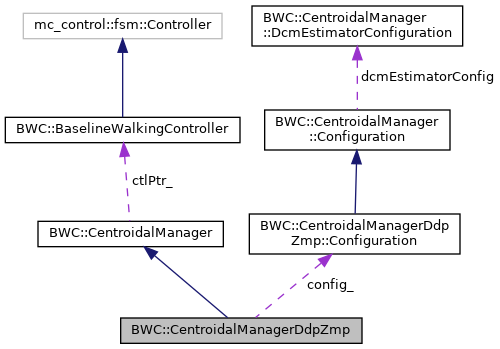 mc_control::fsm::Controller
BWC::CentroidalManager
::DcmEstimatorConfiguration
dcmEstimatorConfig
BWC::BaselineWalkingController
BWC::CentroidalManager
::Configuration
ctlPtr_
BWC::CentroidalManager
BWC::CentroidalManagerDdp
Zmp::Configuration
config_
BWC::CentroidalManagerDdpZmp